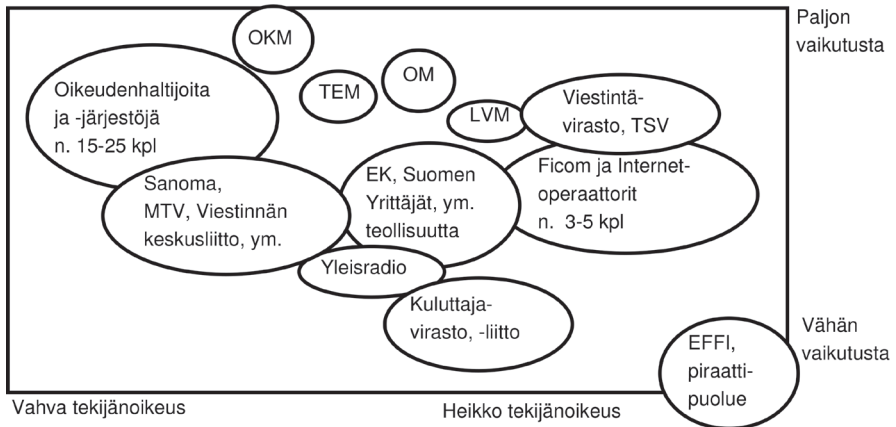 OKM
Paljon
vaikutusta
Oikeudenhaltijoita
ja -järjestöjä
n. 15-25 kpl
TEM
OM
LVM
Viestintä-
virasto, TSV
Sanoma,
MTV, Viestinnän
keskusliitto, ym.
EK, Suomen
Yrittäjät, ym.
teollisuutta
Ficom ja Internet-
operaattorit
n. 3-5 kpl
Yleisradio
Kuluttaja-
virasto, -liitto
Vähän
vaikutusta
EFFI,
piraatti-
puolue
Vahva tekijänoikeus
Heikko tekijänoikeus